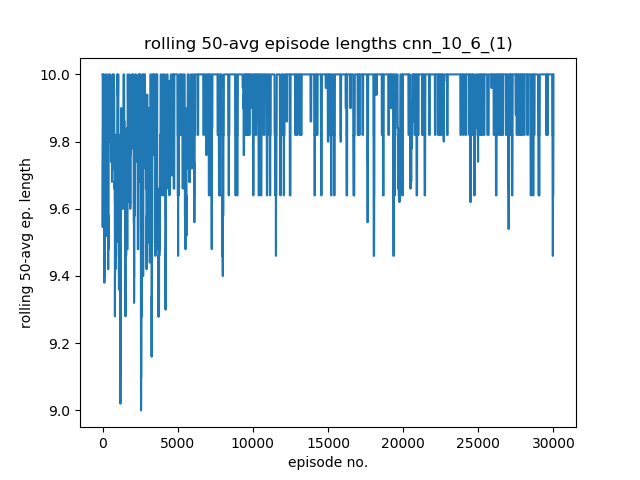 rolling 50-avg episode lengths cnn_10_6_(1)
10.0
9.8
9.6
9.4
9.2
9.0
rolling 50-avg ep. length
0 5000 10000 15000 20000 25000 30000
episode no.